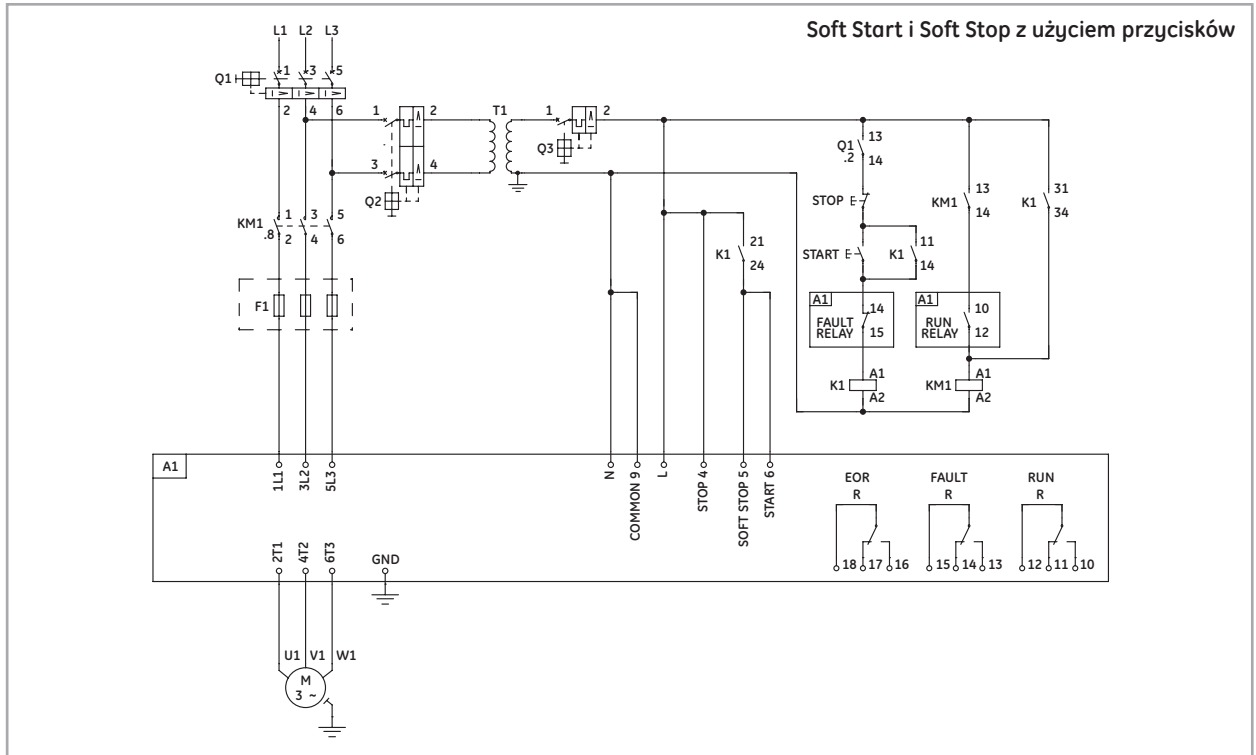 Soft Start i Soft Stop z użyciem przycisków
L1 L2 L3
Q1 1 3 5
2 4 6
1 2 T1 1 2
Q3
3 4
Q2
Q1 13
.2 14
STOP E
START E K1 11
14
KM1 13
14
K1 31
34
K1 21
24
KM1 1 3 5
.8 2 4 6
F1
A1 14
FAULT
RELAY 15
A1 10
RUN
RELAY 12
K1 A1
A2
KM1 A1
A2
A1
1L1 3L2 5L3
N COMMON 9 L STOP 4 SOFT STOP 5 START 6
EOR FAULT RUN
R R R
18 17 16 15 14 13 12 11 10
2T1 4T2 6T3 GND
U1 V1 W1
M
3 ~